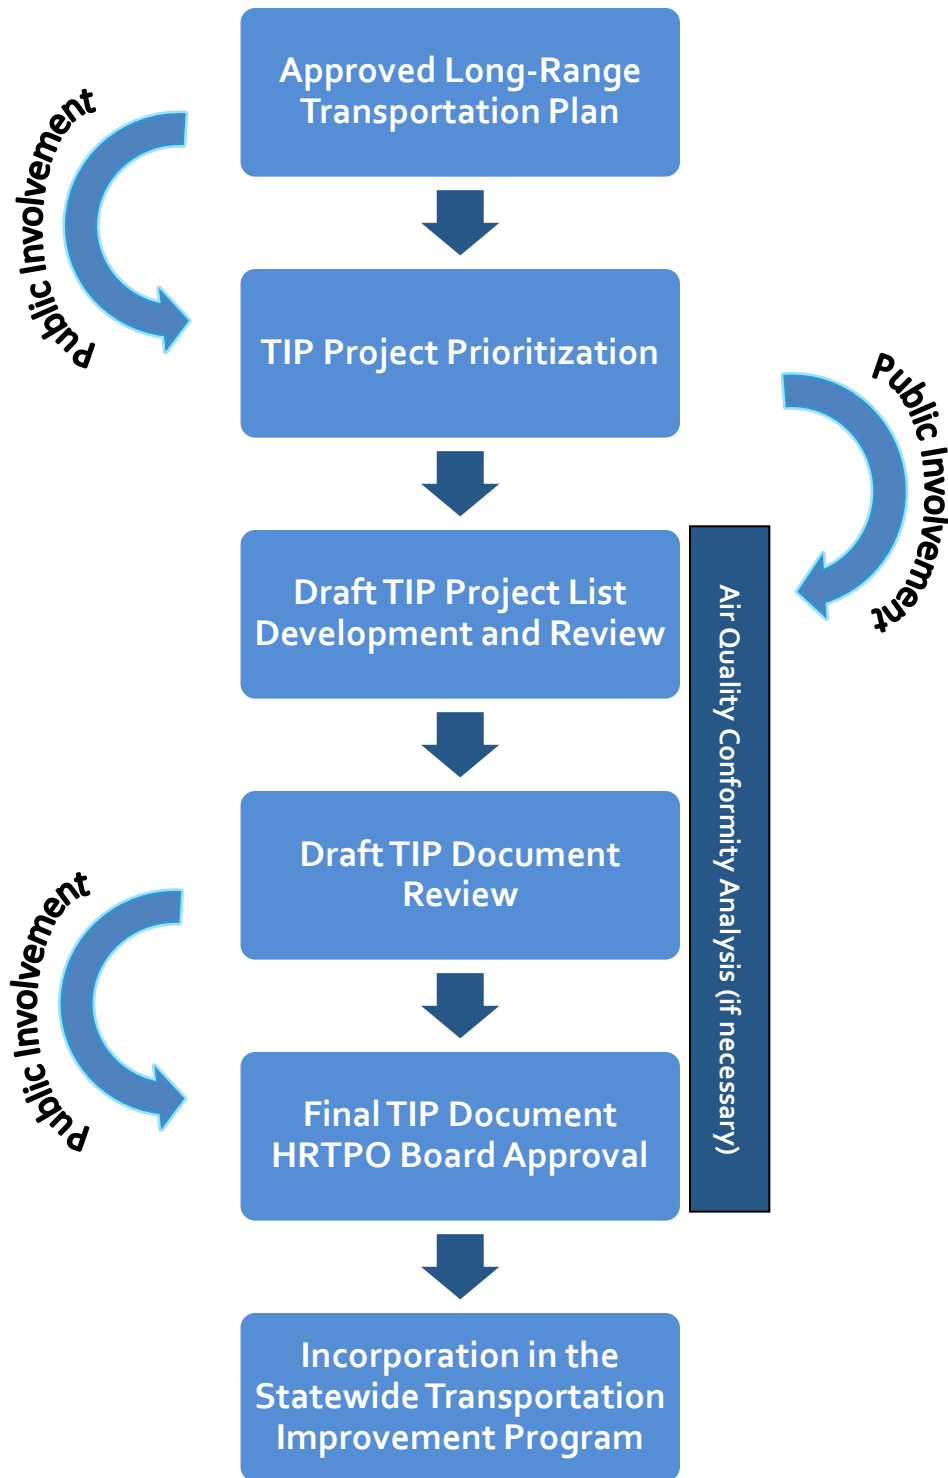 Approved Long-Range
Transportation Plan
Public Involvement
TIP Project Prioritization
Public Involvement
Draft TIP Project List
Development and Review
Air Quality Conformity Analysis (if necessary)
Draft TIP Document
Review
Public Involvement
Final TIP Document
HRTPO Board Approval
Incorporation in the
Statewide Transportation
Improvement Program